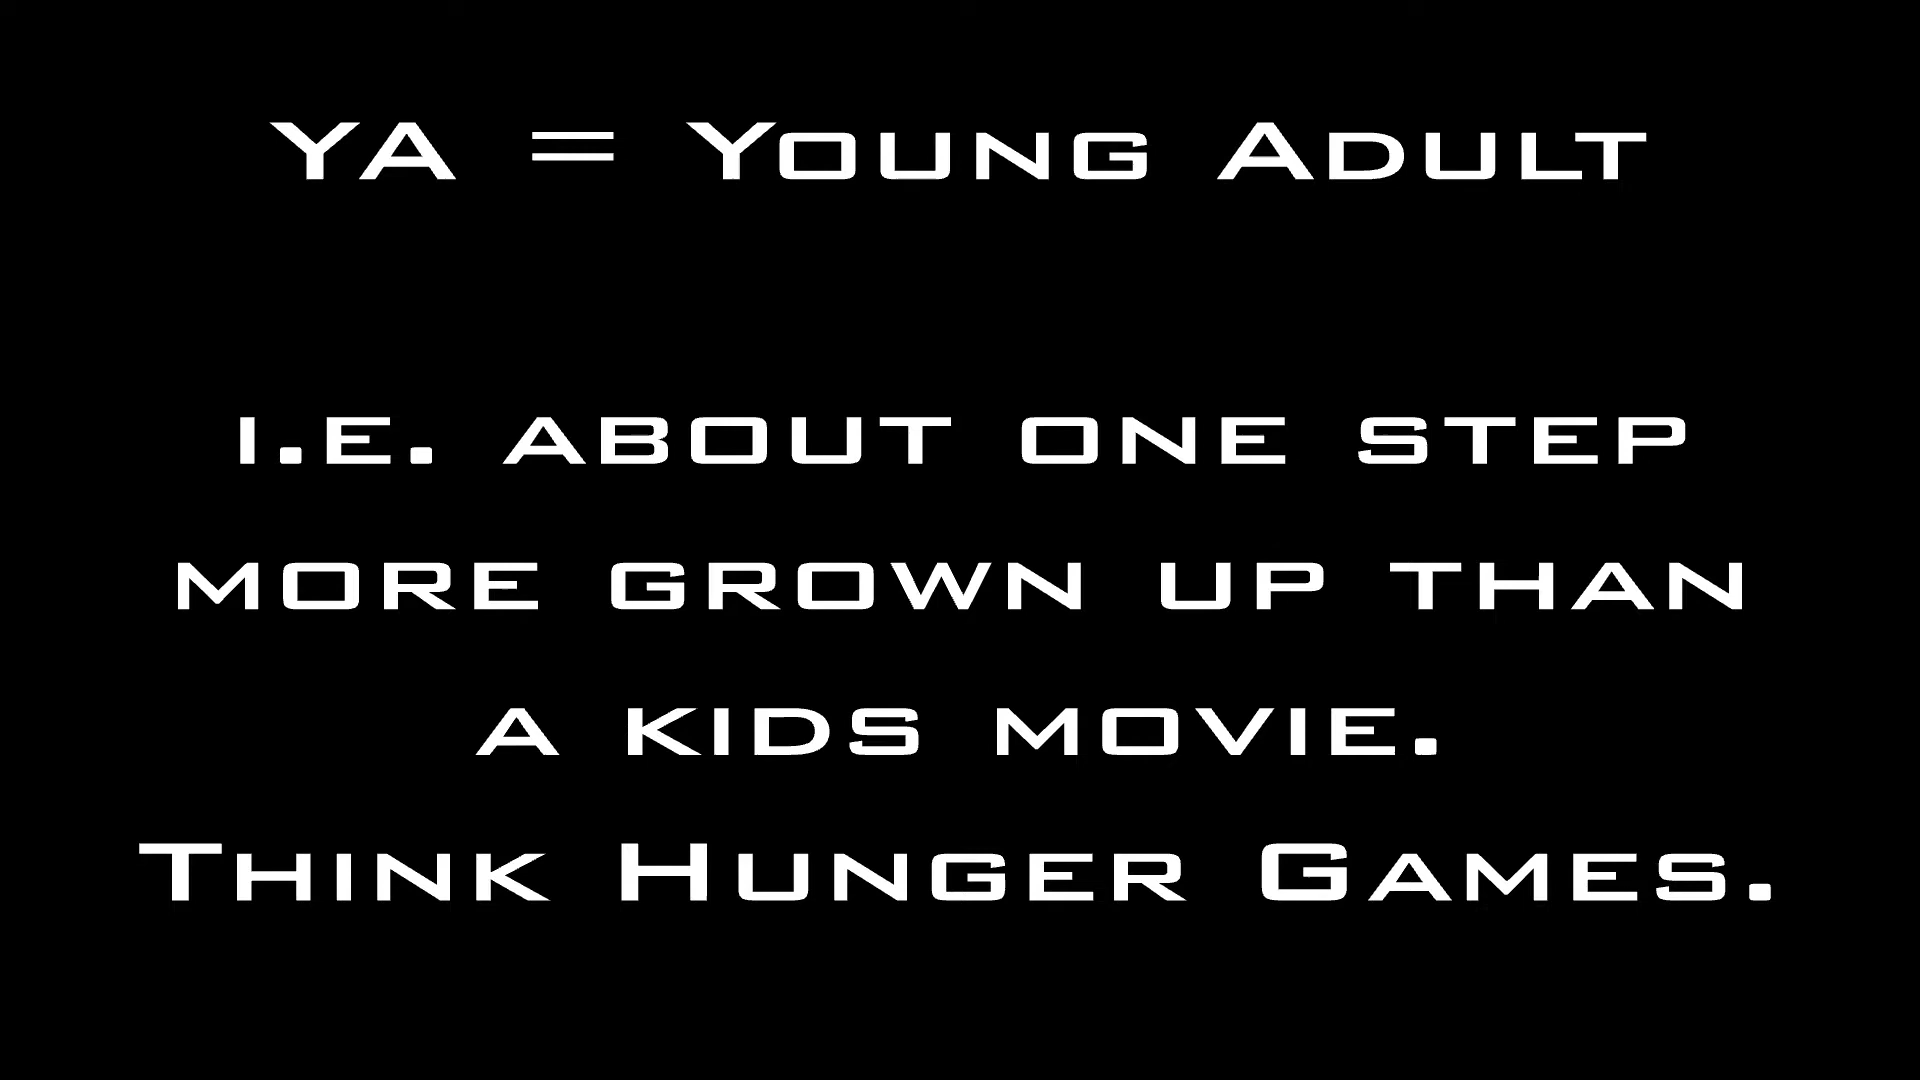 YA = Young Adult
i.e. about one step
more grown up than
a kids movie.
Think Hunger Games.